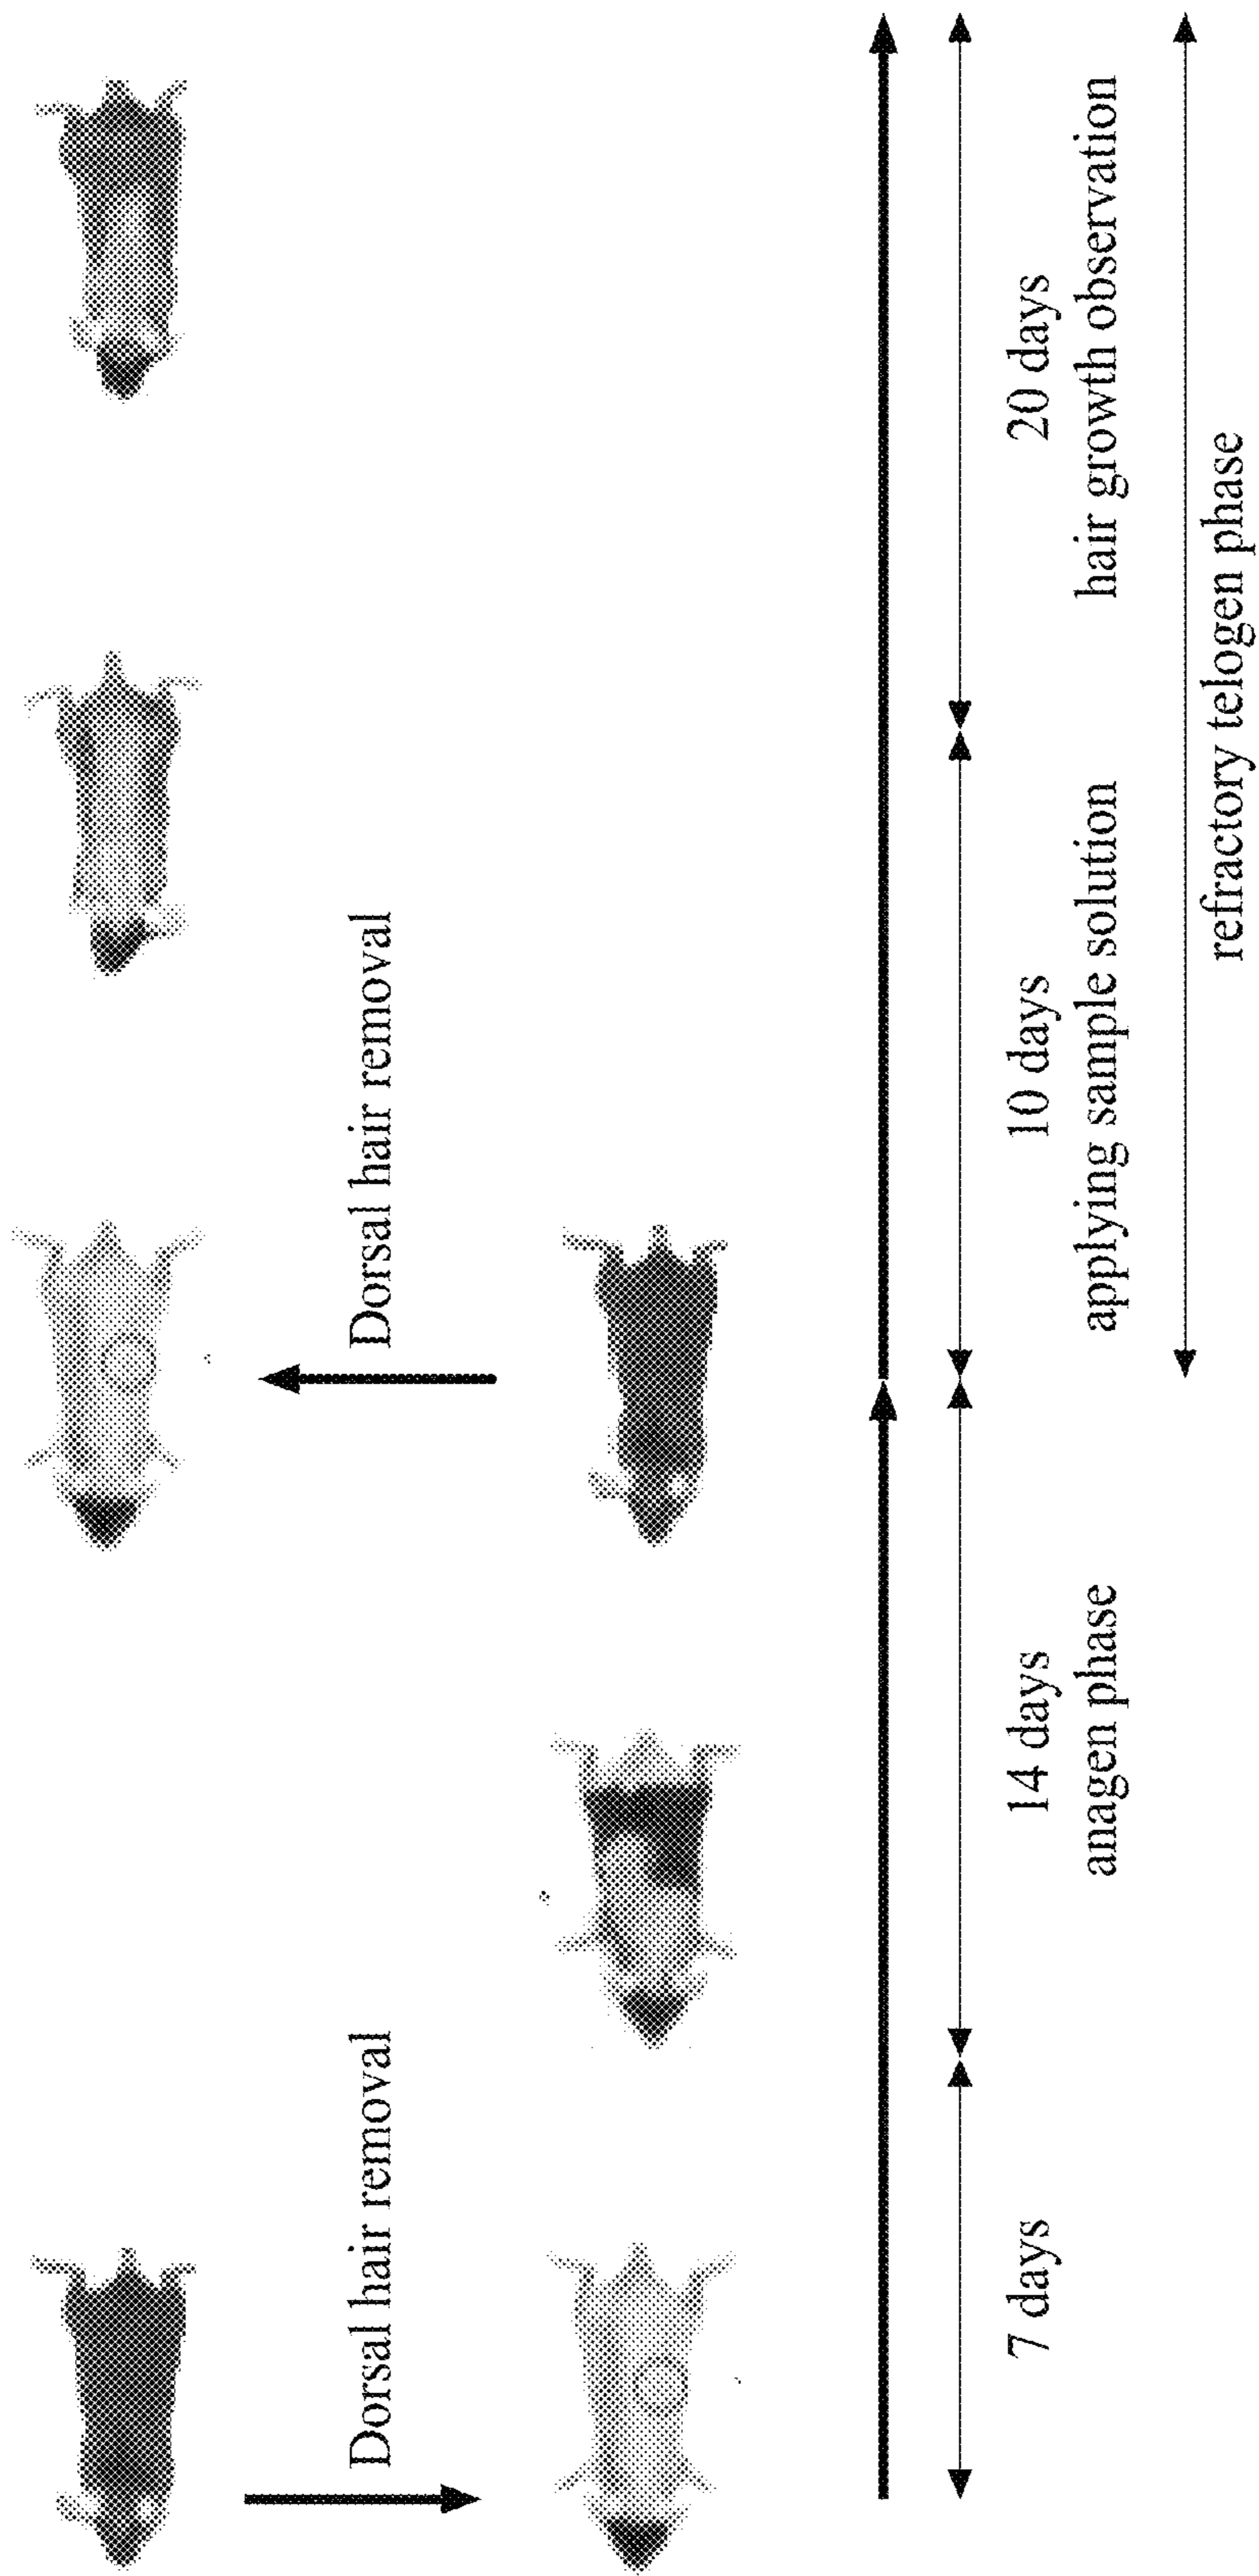 Dorsal hair removal
Dorsal hair removal
7 days
14 days
anagen phase
10 days
applying sample solution
20 days
hair growth observation
refractory telogen phase